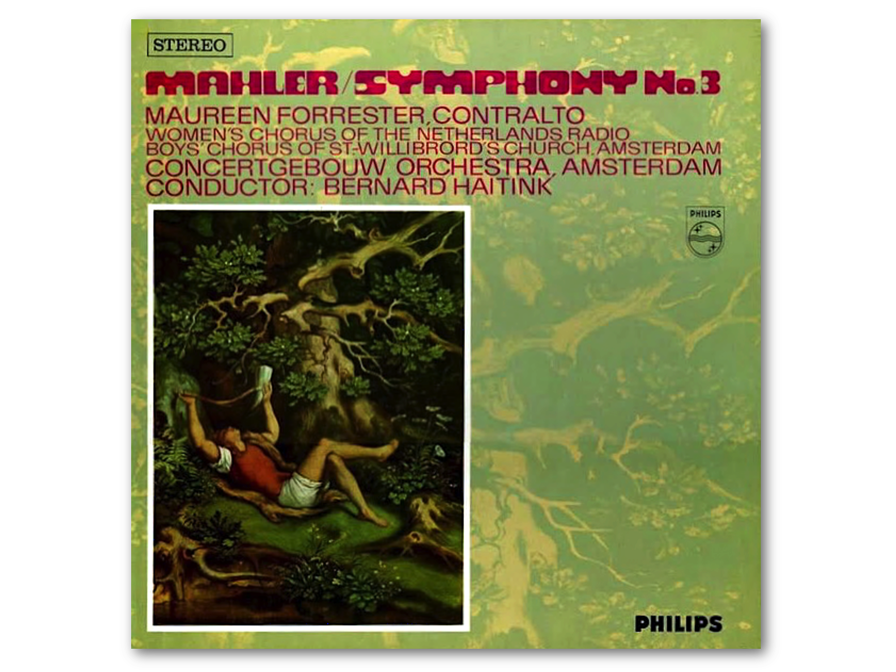 STEREO
MAHLER/SYMPHONY No.3
MAUREEN FORRESTER, CONTRALTO
WOMEN'S CHORUS OF THE NETHERLANDS RADIO
BOYS' CHORUS OF ST.-WILLIBRORD'S CHURCH, AMSTERDAM
CONCERTGEBOUW ORCHESTRA, AMSTERDAM
CONDUCTOR: BERNARD HAITINK
PHILIPS
PHILIPS